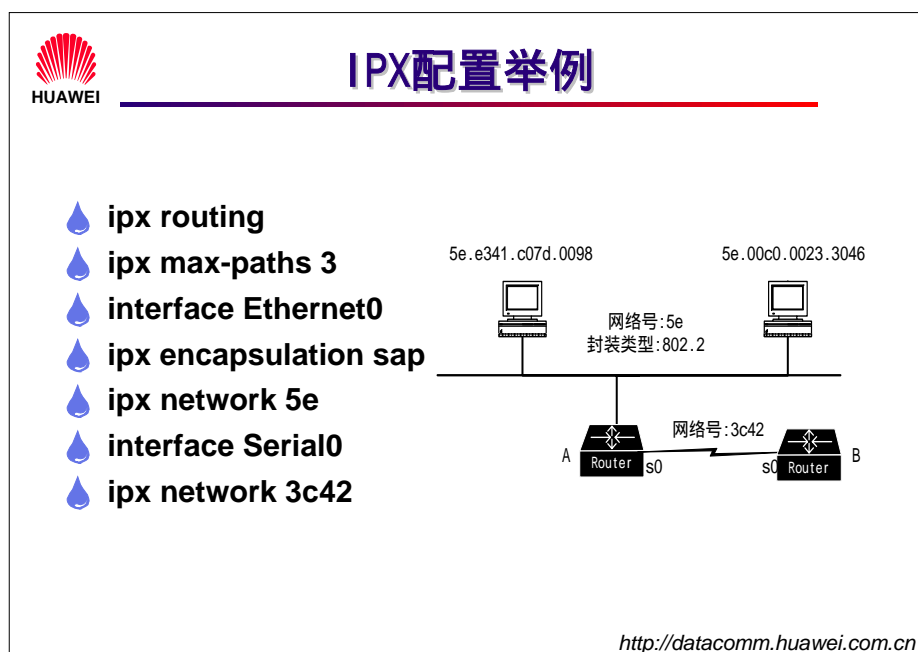 HUAWEI
IPX配置举例
ipx routing
ipx max-paths 3
interface Ethernet0
ipx encapsulation sap
ipx network 5e
interface Serial0
ipx network 3c42
5e.e341.c07d.0098
5e.00c0.0023.3046
网络号:5e
封装类型:802.2
网络号:3c42
A
Router
s0
s0
Router
B
http://datacomm.huawei.com.cn